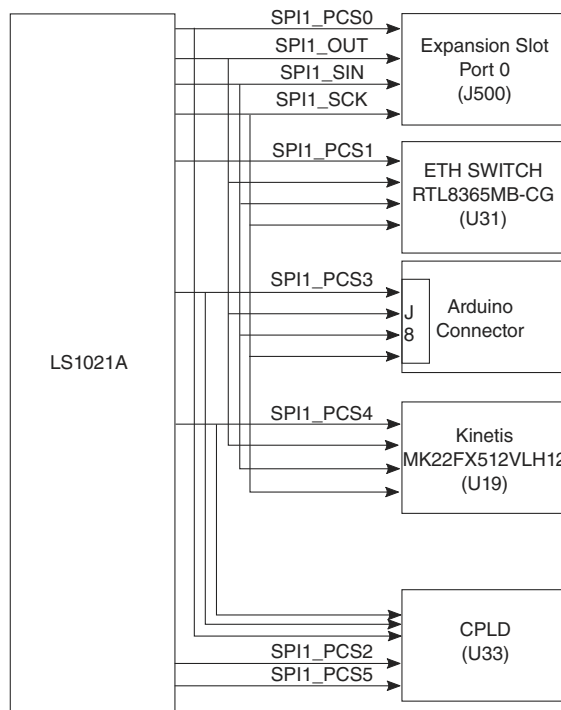 SPI1_PCS0
SPI1_OUT
SPI1_SIN
SPI1_SCK
Expansion Slot
Port 0
(J500)
SPI1_PCS1
ETH SWITCH
RTL8365MB-CG
(U31)
SPI1_PCS3
J
8
Arduino
Connector
LS1021A
SPI1_PCS4
Kinetis
MK22FX512VLH12
(U19)
CPLD
(U33)
SPI1_PCS2
SPI1_PCS5